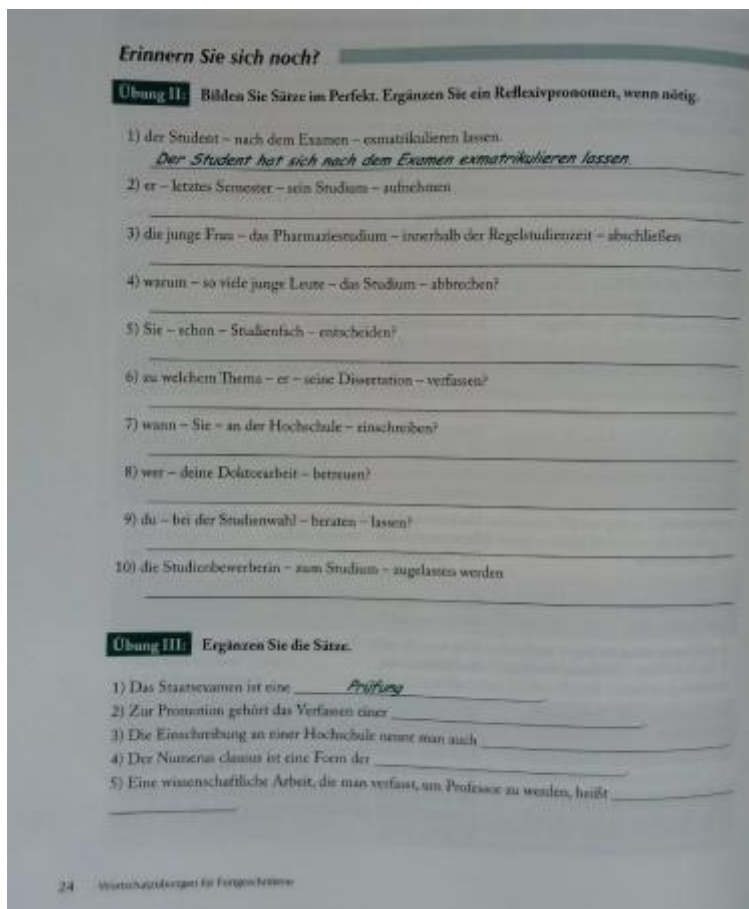 Erinnern Sie sich noch?
Übung II: Bilden Sie Sätze im Perfekt. Ergänzen Sie ein Reflexivpronomen, wenn nötig.
1) der Student – nach dem Examen – exmatrikulieren lassen
Der Student hat sich nach dem Examen exmatrikulieren lassen.
2) er – letztes Semester – sein Studium – aufnehmen
3) die junge Frau – das Pharmaziestudium – innerhalb der Regelstudienzeit – abschließen
4) warum – so viele junge Leute – das Studium – abbrechen?
5) Sie – schon – Studienfach – entscheiden?
6) zu welchem Thema – er – seine Dissertation – verfassen?
7) wann – Sie – an der Hochschule – einschreiben?
8) wer – deine Doktorarbeit – betreuen?
9) du – bei der Studienwahl – beraten – lassen?
10) die Studienbewerberin – zum Studium – zugelassen werden
Übung III: Ergänzen Sie die Sätze.
1) Das Staatsexamen ist eine Prüfung
2) Zur Promotion gehört das Verfassen einer
3) Die Einschreibung an einer Hochschule nennt man auch
4) Der Numerus clausus ist eine Form der
5) Eine wissenschaftliche Arbeit, die man verfasst, um Professor zu werden, heißt
24 Wortschatzübungen für Fortgeschrittene